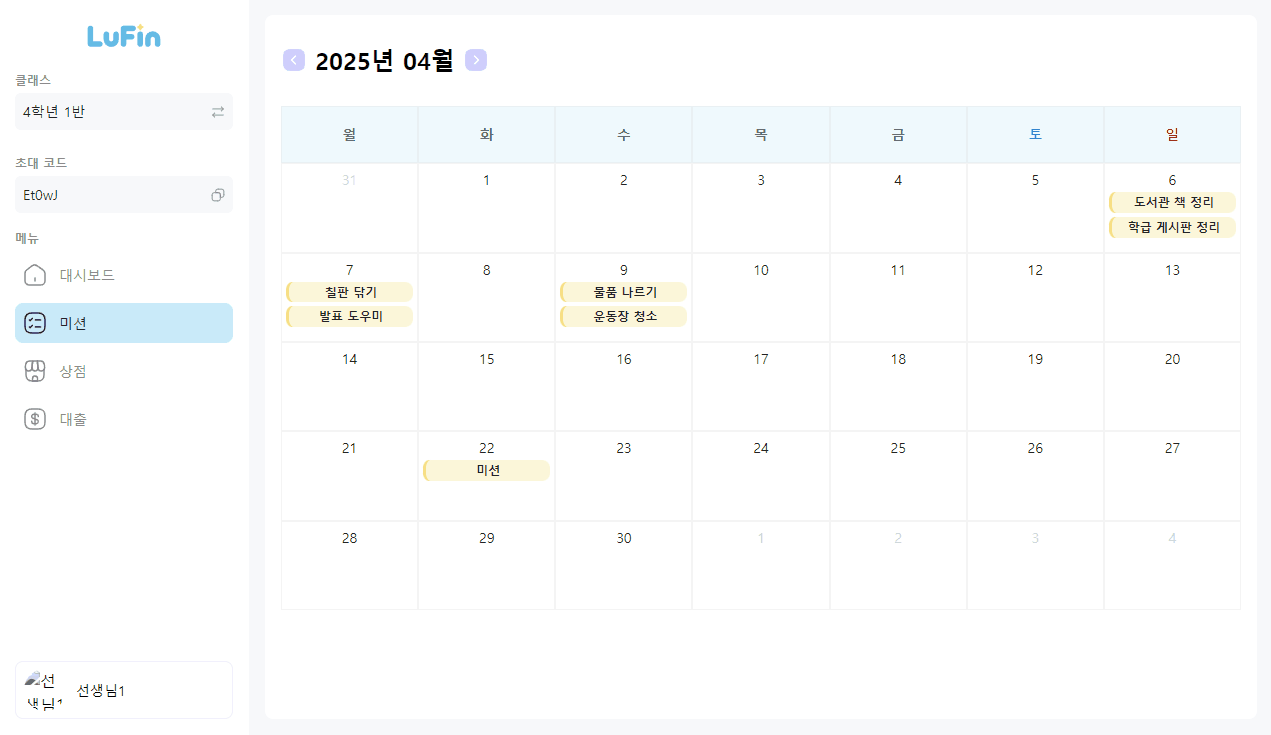 LuFin
클래스
4학년 1반
초대 코드
Et0wJ
메뉴
대시보드
미션
상점
대출
선생님1
선생님1
2025년 04월
월 화 수 목 금 토 일
31 1 2 3 4 5 6
도서관 책 정리
학급 게시판 정리
7 8 9 10 11 12 13
칠판 닦기 물품 나르기
발표 도우미 운동장 청소
14 15 16 17 18 19 20
21 22 23 24 25 26 27
미션
28 29 30 1 2 3 4